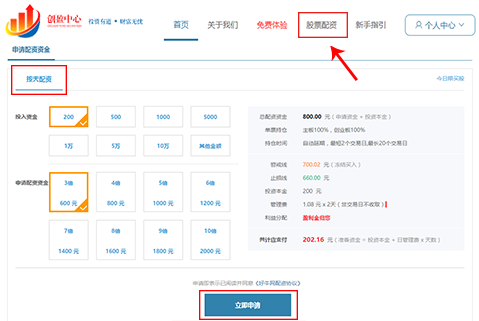 创盈中心
投资有道 • 财富无忧
首页
关于我们
免费体验
股票配资
新手指引
个人中心
申请配资资金
按天配资
今日限买股
投入资金
200
500
1000
5000
1万
5万
10万
其他金额
申请配资资金
3倍
600 元
4倍
800 元
5倍
1000 元
6倍
1200 元
7倍
1400 元
8倍
1600 元
9倍
1800 元
10倍
2000 元
总配资资金 800.00 元（申请资金 + 投资本金）
单票持仓 主板100%，创业板100%
持仓时间 自动延期，最短2个交易日,最长20个交易日
警戒线 700.02 元（冻结买入）
止损线 660.00 元
投资本金 200 元
管理费 1.08 元 x 2天（非交易日不收取）
利益分配 盈利全归您
共计应支付 202.16 元（准备资金 = 投资本金 + 日管理费 x 天数）
申请即表示已阅读并同意《好牛网配资协议》
立即申请